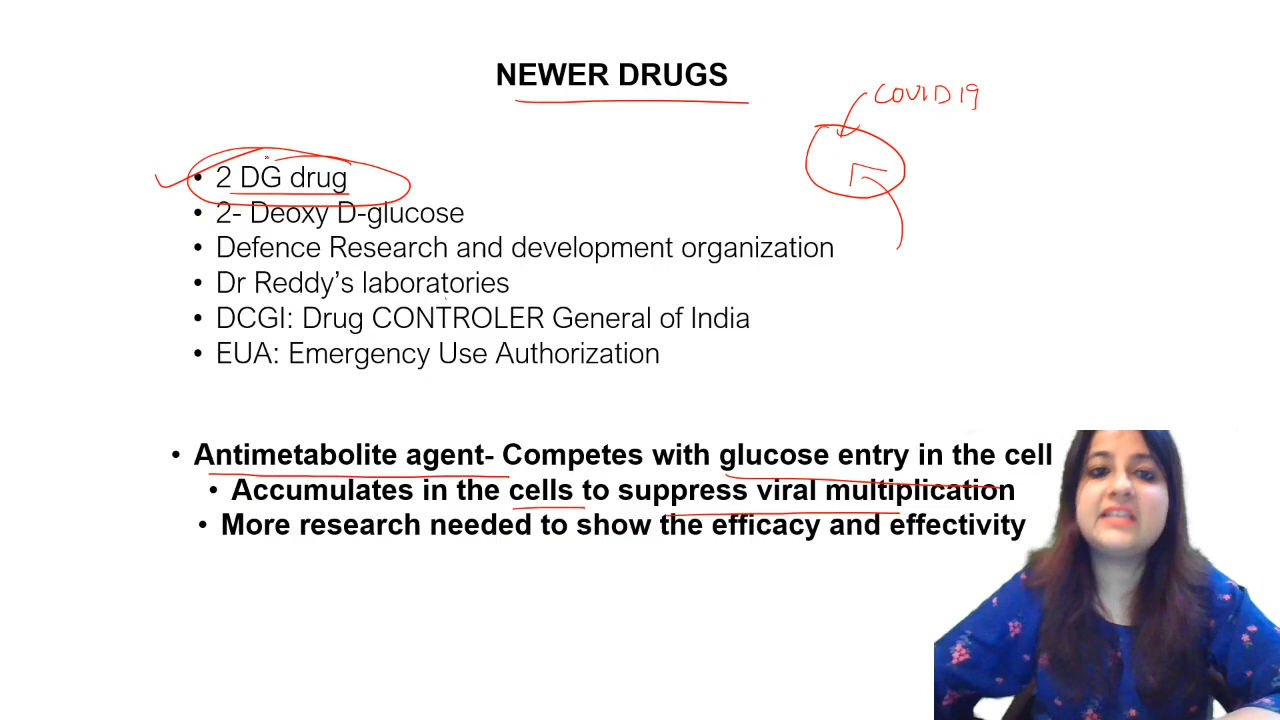 NEWER DRUGS
COVID19
• 2 DG drug
• 2- Deoxy D-glucose
• Defence Research and development organization
• Dr Reddy’s laboratories
• DCGI: Drug CONTROLER General of India
• EUA: Emergency Use Authorization
• Antimetabolite agent- Competes with glucose entry in the cell
• Accumulates in the cells to suppress viral multiplication
• More research needed to show the efficacy and effectivity